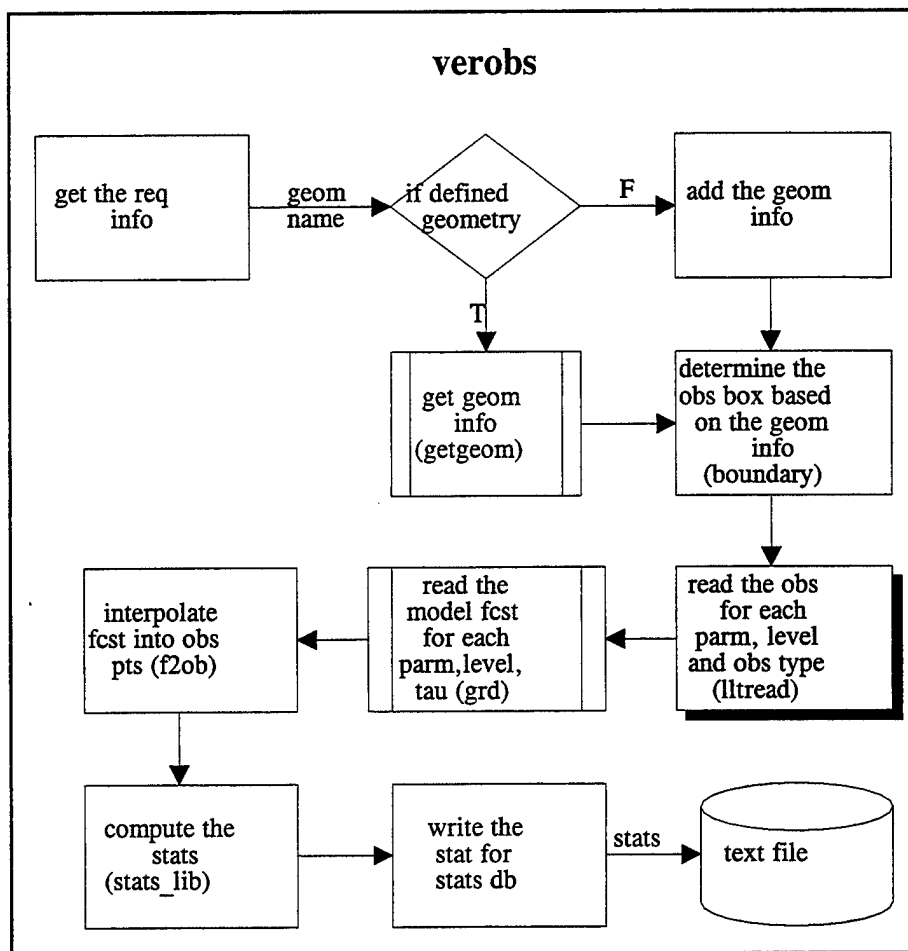 verobs
get the req
info
geom
name
if defined
geometry
F
add the geom
info
T
get geom
info
(getgeom)
determine the
obs box based
on the geom
info
(boundary)
read the obs
for each
parm, level
and obs type
(lltread)
read the
model fcst
for each
parm,level,
tau (grd)
interpolate
fcst into obs
pts (f2ob)
compute the
stats
(stats_lib)
write the
stat for
stats db
stats
text file